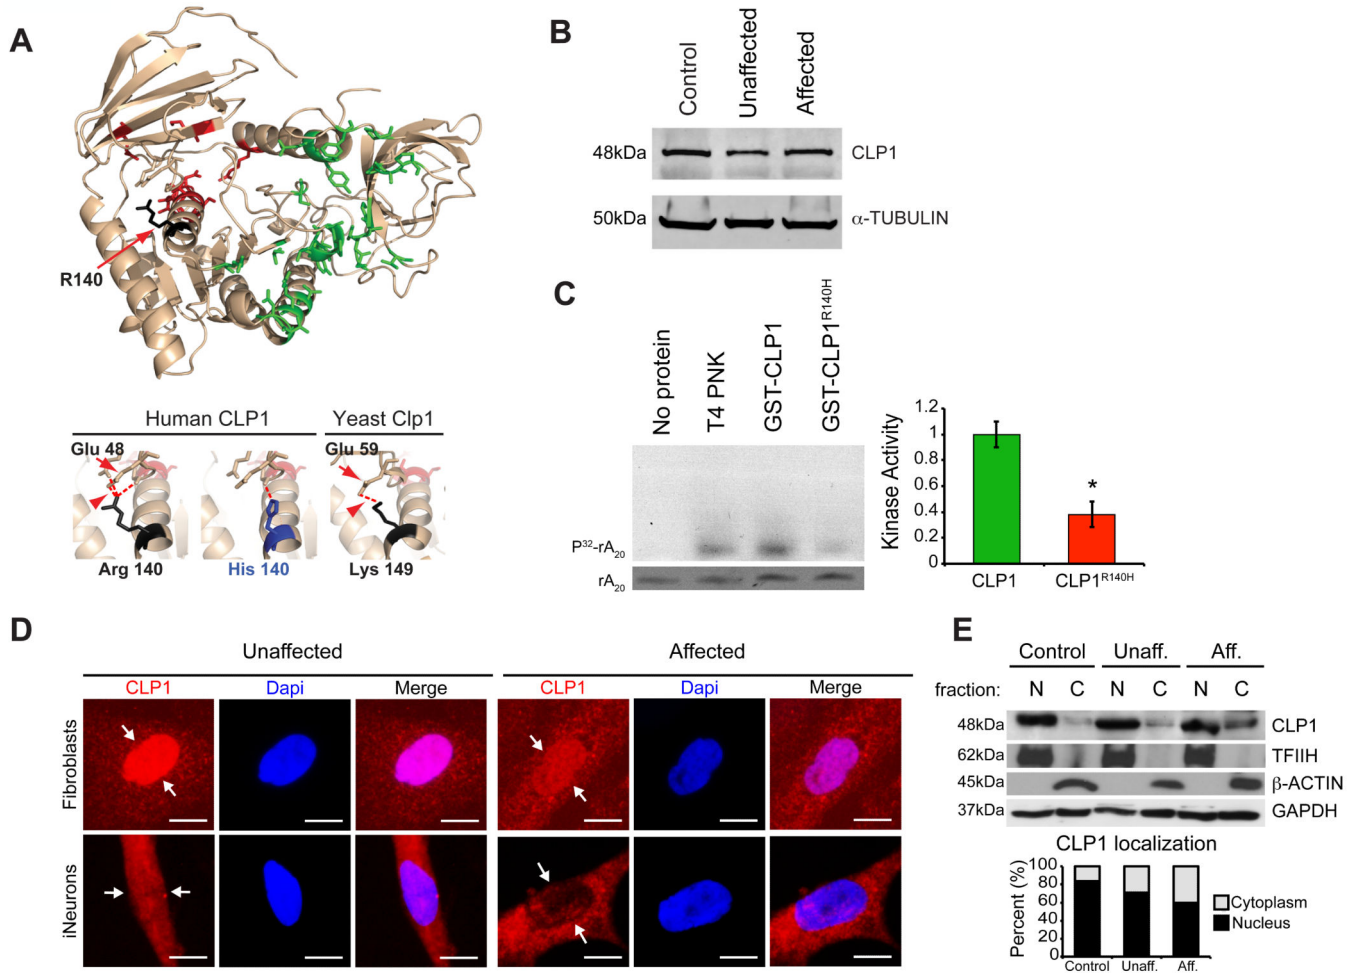 A
R140
Human CLP1
Yeast Clp1
Glu 48
Glu 59
Arg 140
His 140
Lys 149
B
Control
Unaffected
Affected
48kDa
CLP1
50kDa
α-TUBULIN
C
No protein
T4 PNK
GST-CLP1
GST-CLP1R140H
P32-rA20
rA20
Kinase Activity
1.2
1
0.8
0.6
0.4
0.2
0
*
CLP1
CLP1R140H
D
Unaffected
Affected
CLP1
Dapi
Merge
CLP1
Dapi
Merge
Fibroblasts
iNeurons
E
Control
Unaff.
Aff.
fraction:
N
C
N
C
N
C
48kDa
CLP1
62kDa
TFIIH
45kDa
β-ACTIN
37kDa
GAPDH
CLP1 localization
Percent (%)
100
80
60
40
20
0
Cytoplasm
Nucleus
Control
Unaff.
Aff.